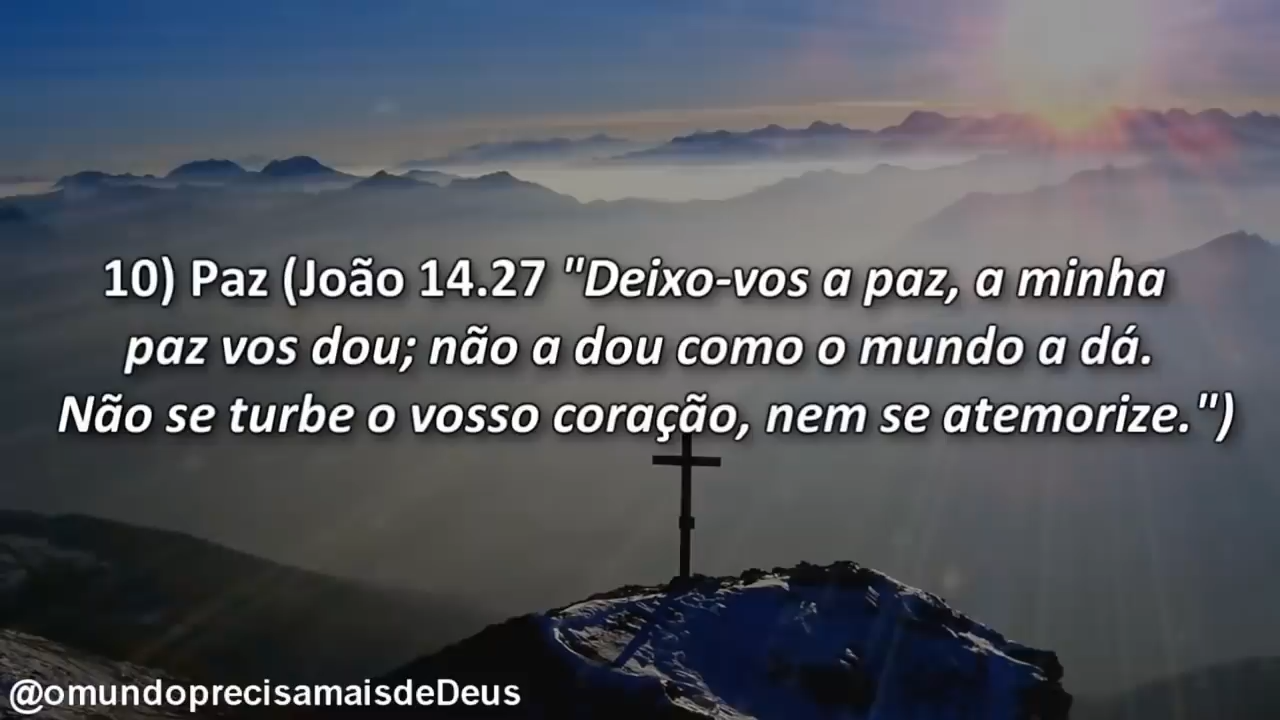 10) Paz (João 14.27 "Deixo-vos a paz, a minha
paz vos dou; não a dou como o mundo a dá.
Não se turbe o vosso coração, nem se atemorize.")
@omundoprecisamaisdeDeus